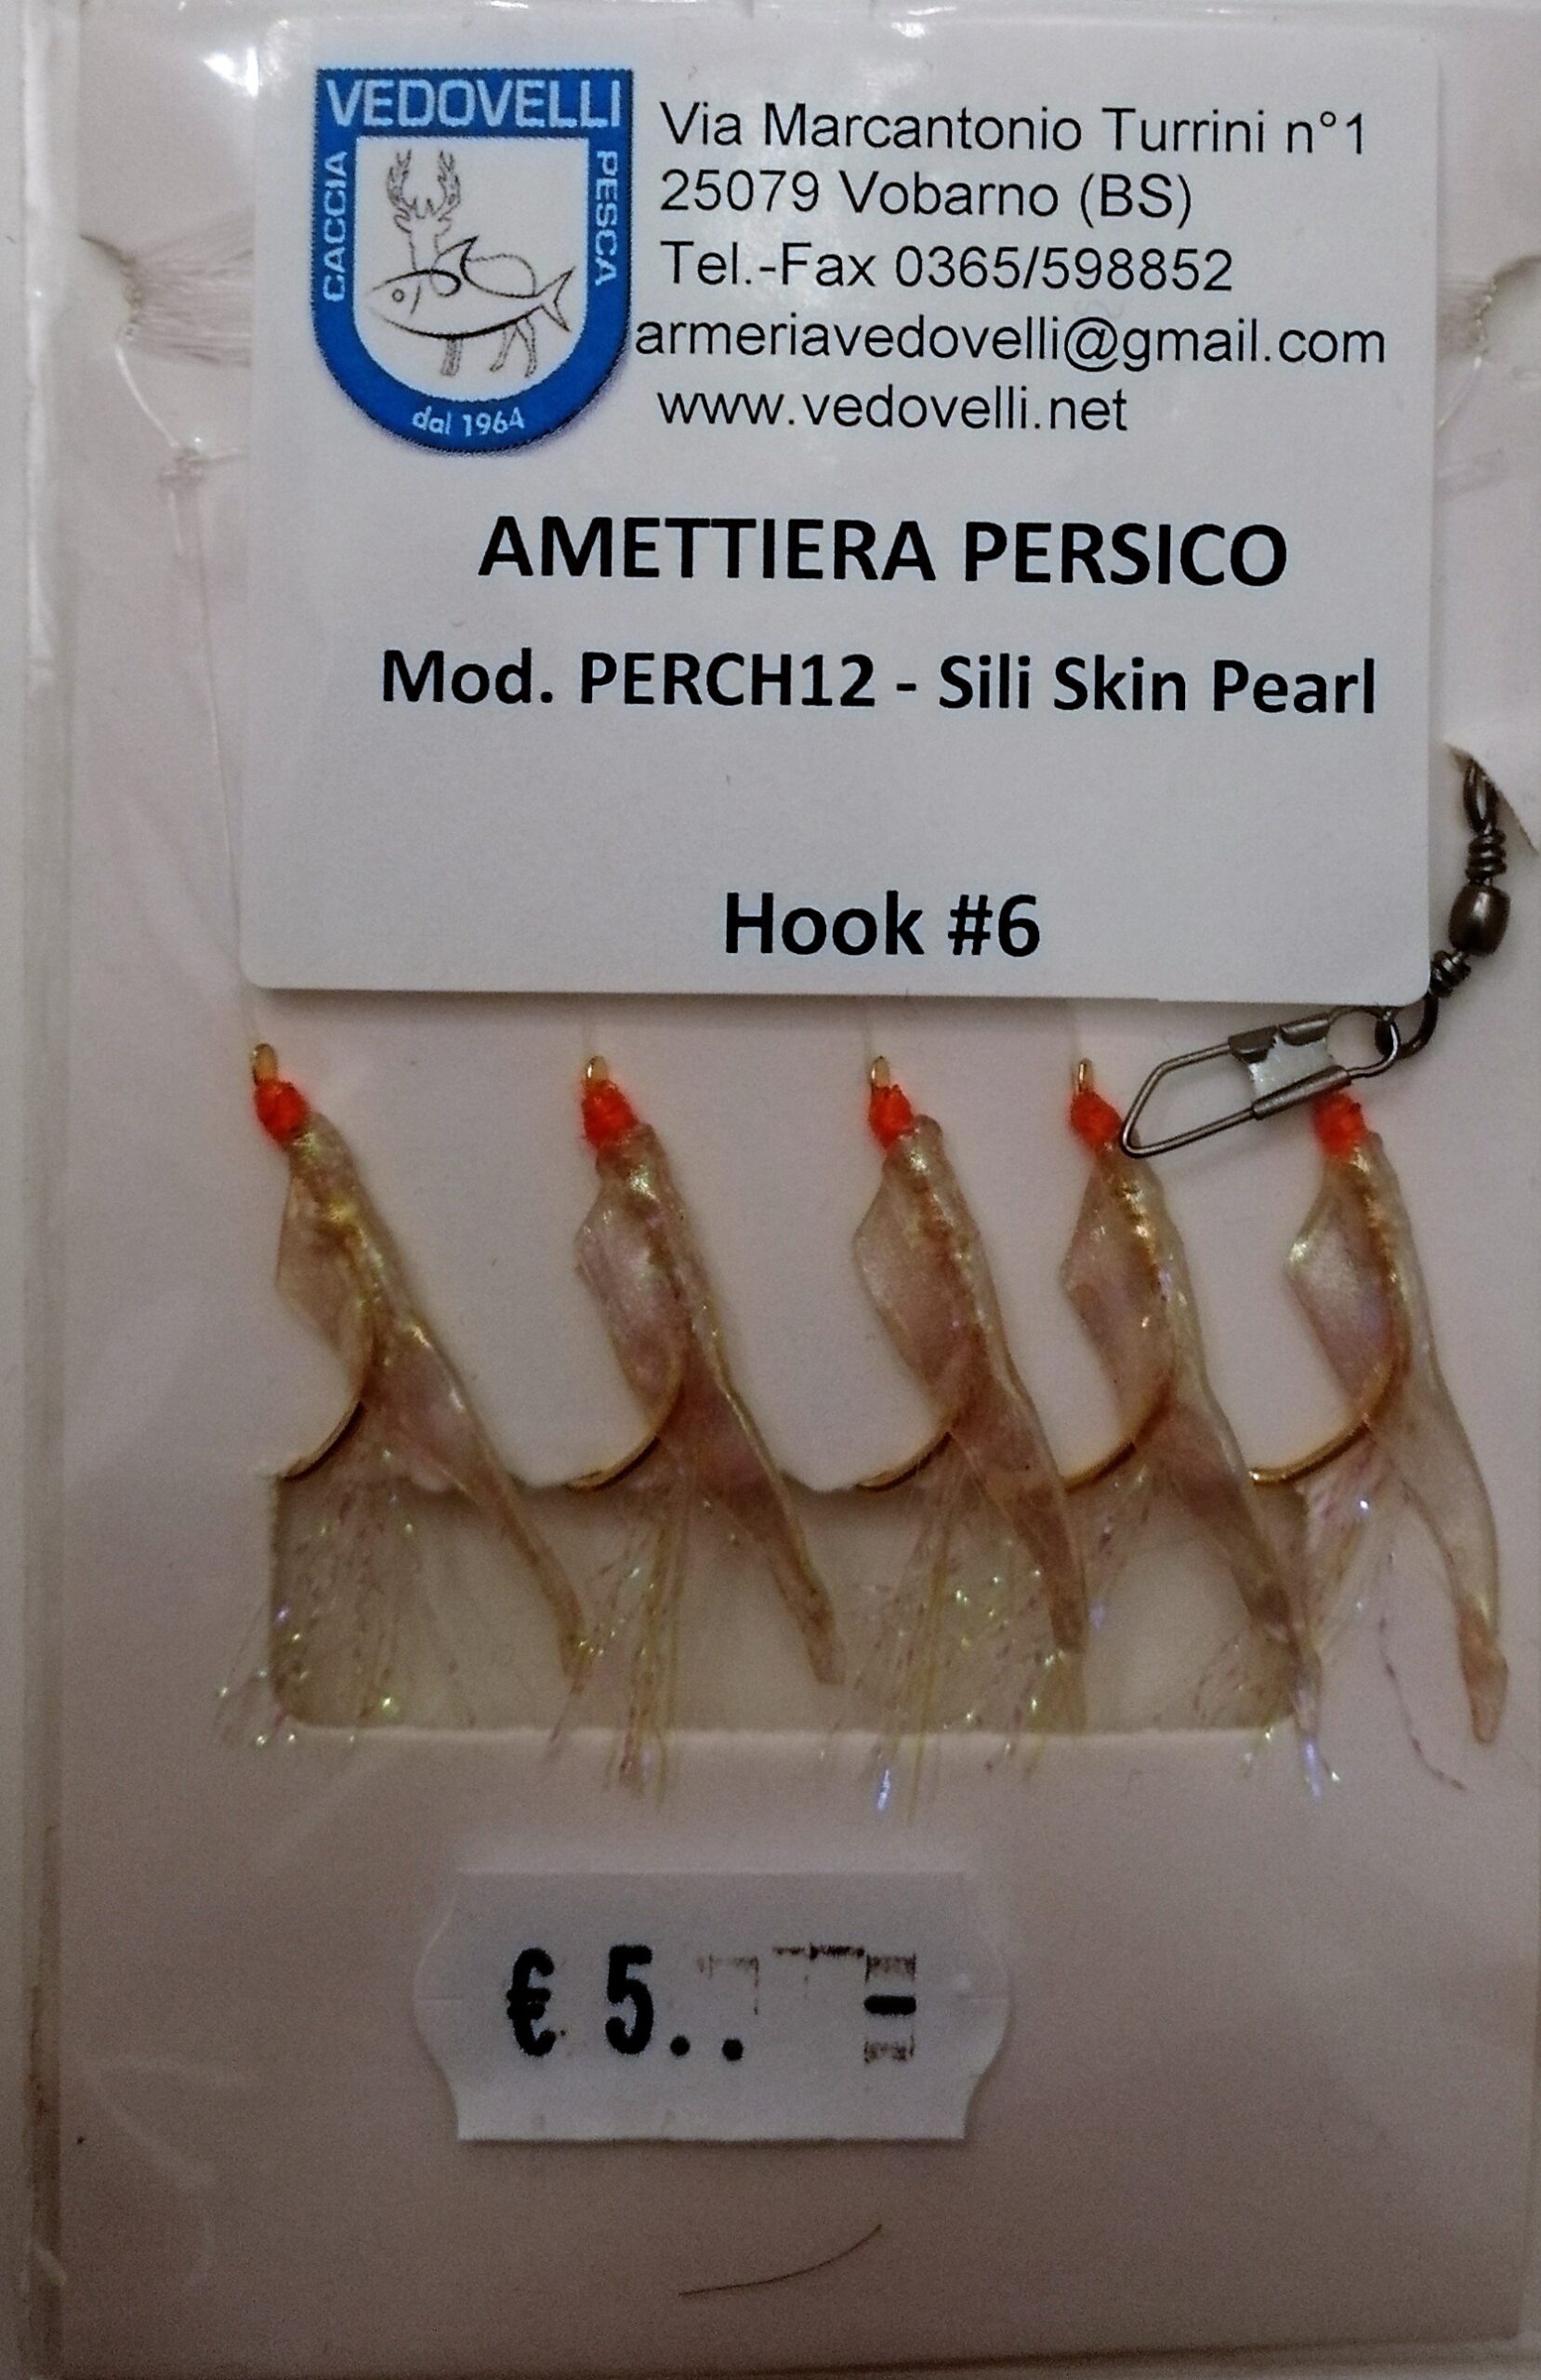 VEDOVELLI
CACCIA
PESCA
dal 1964
Via Marcantonio Turrini n°1
25079 Vobarno (BS)
Tel.-Fax 0365/598852
armeriavedovelli@gmail.com
www.vedovelli.net
AMETTIERA PERSICO
Mod. PERCH12 - Sili Skin Pearl
Hook #6
€ 5.. -